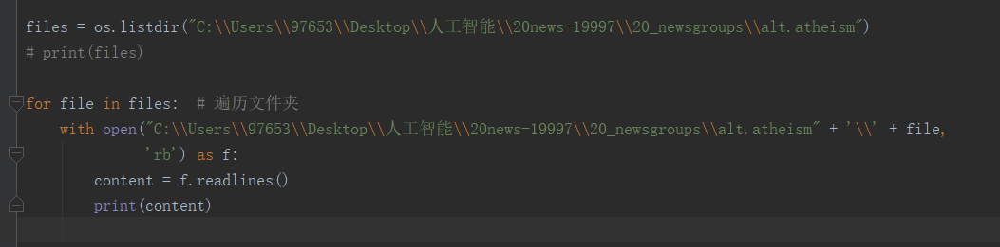 files = os.listdir("C:\\Users\\97653\\Desktop\\人工智能\\20news-19997\\20_newsgroups\\alt.atheism")
# print(files)
for file in files:  # 遍历文件夹
    with open("C:\\Users\\97653\\Desktop\\人工智能\\20news-19997\\20_newsgroups\\alt.atheism" + '\\' + file,
              'rb') as f:
        content = f.readlines()
        print(content)